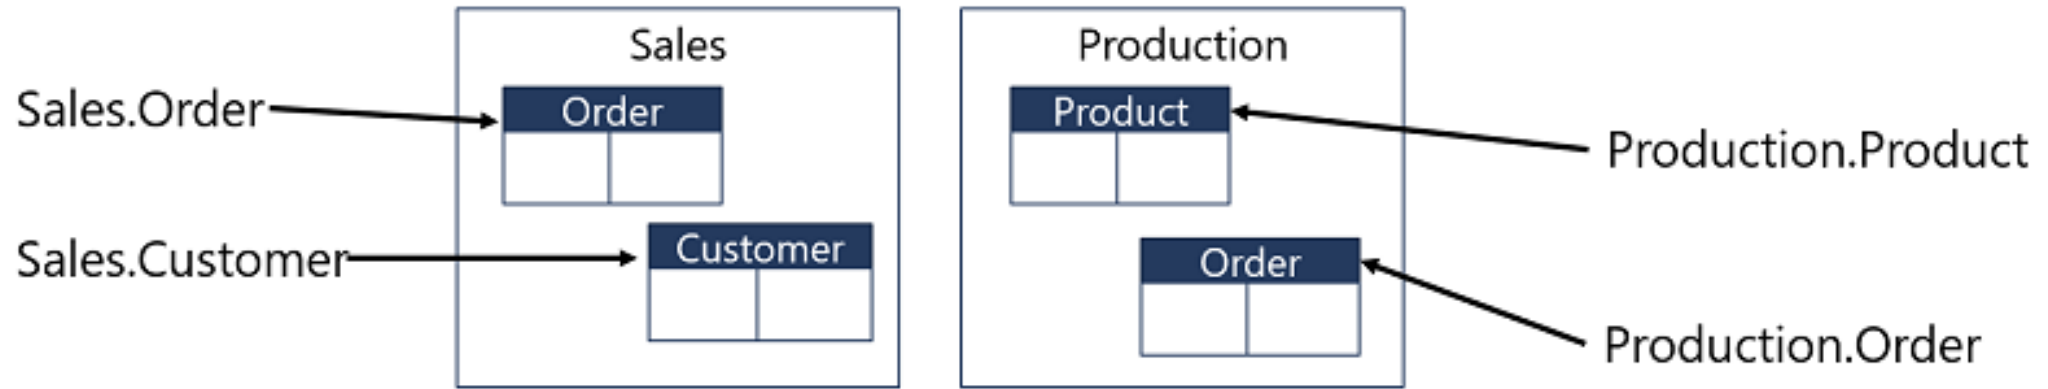 Sales
Production
Sales.Order
Order
Product
Production.Product
Sales.Customer
Customer
Order
Production.Order